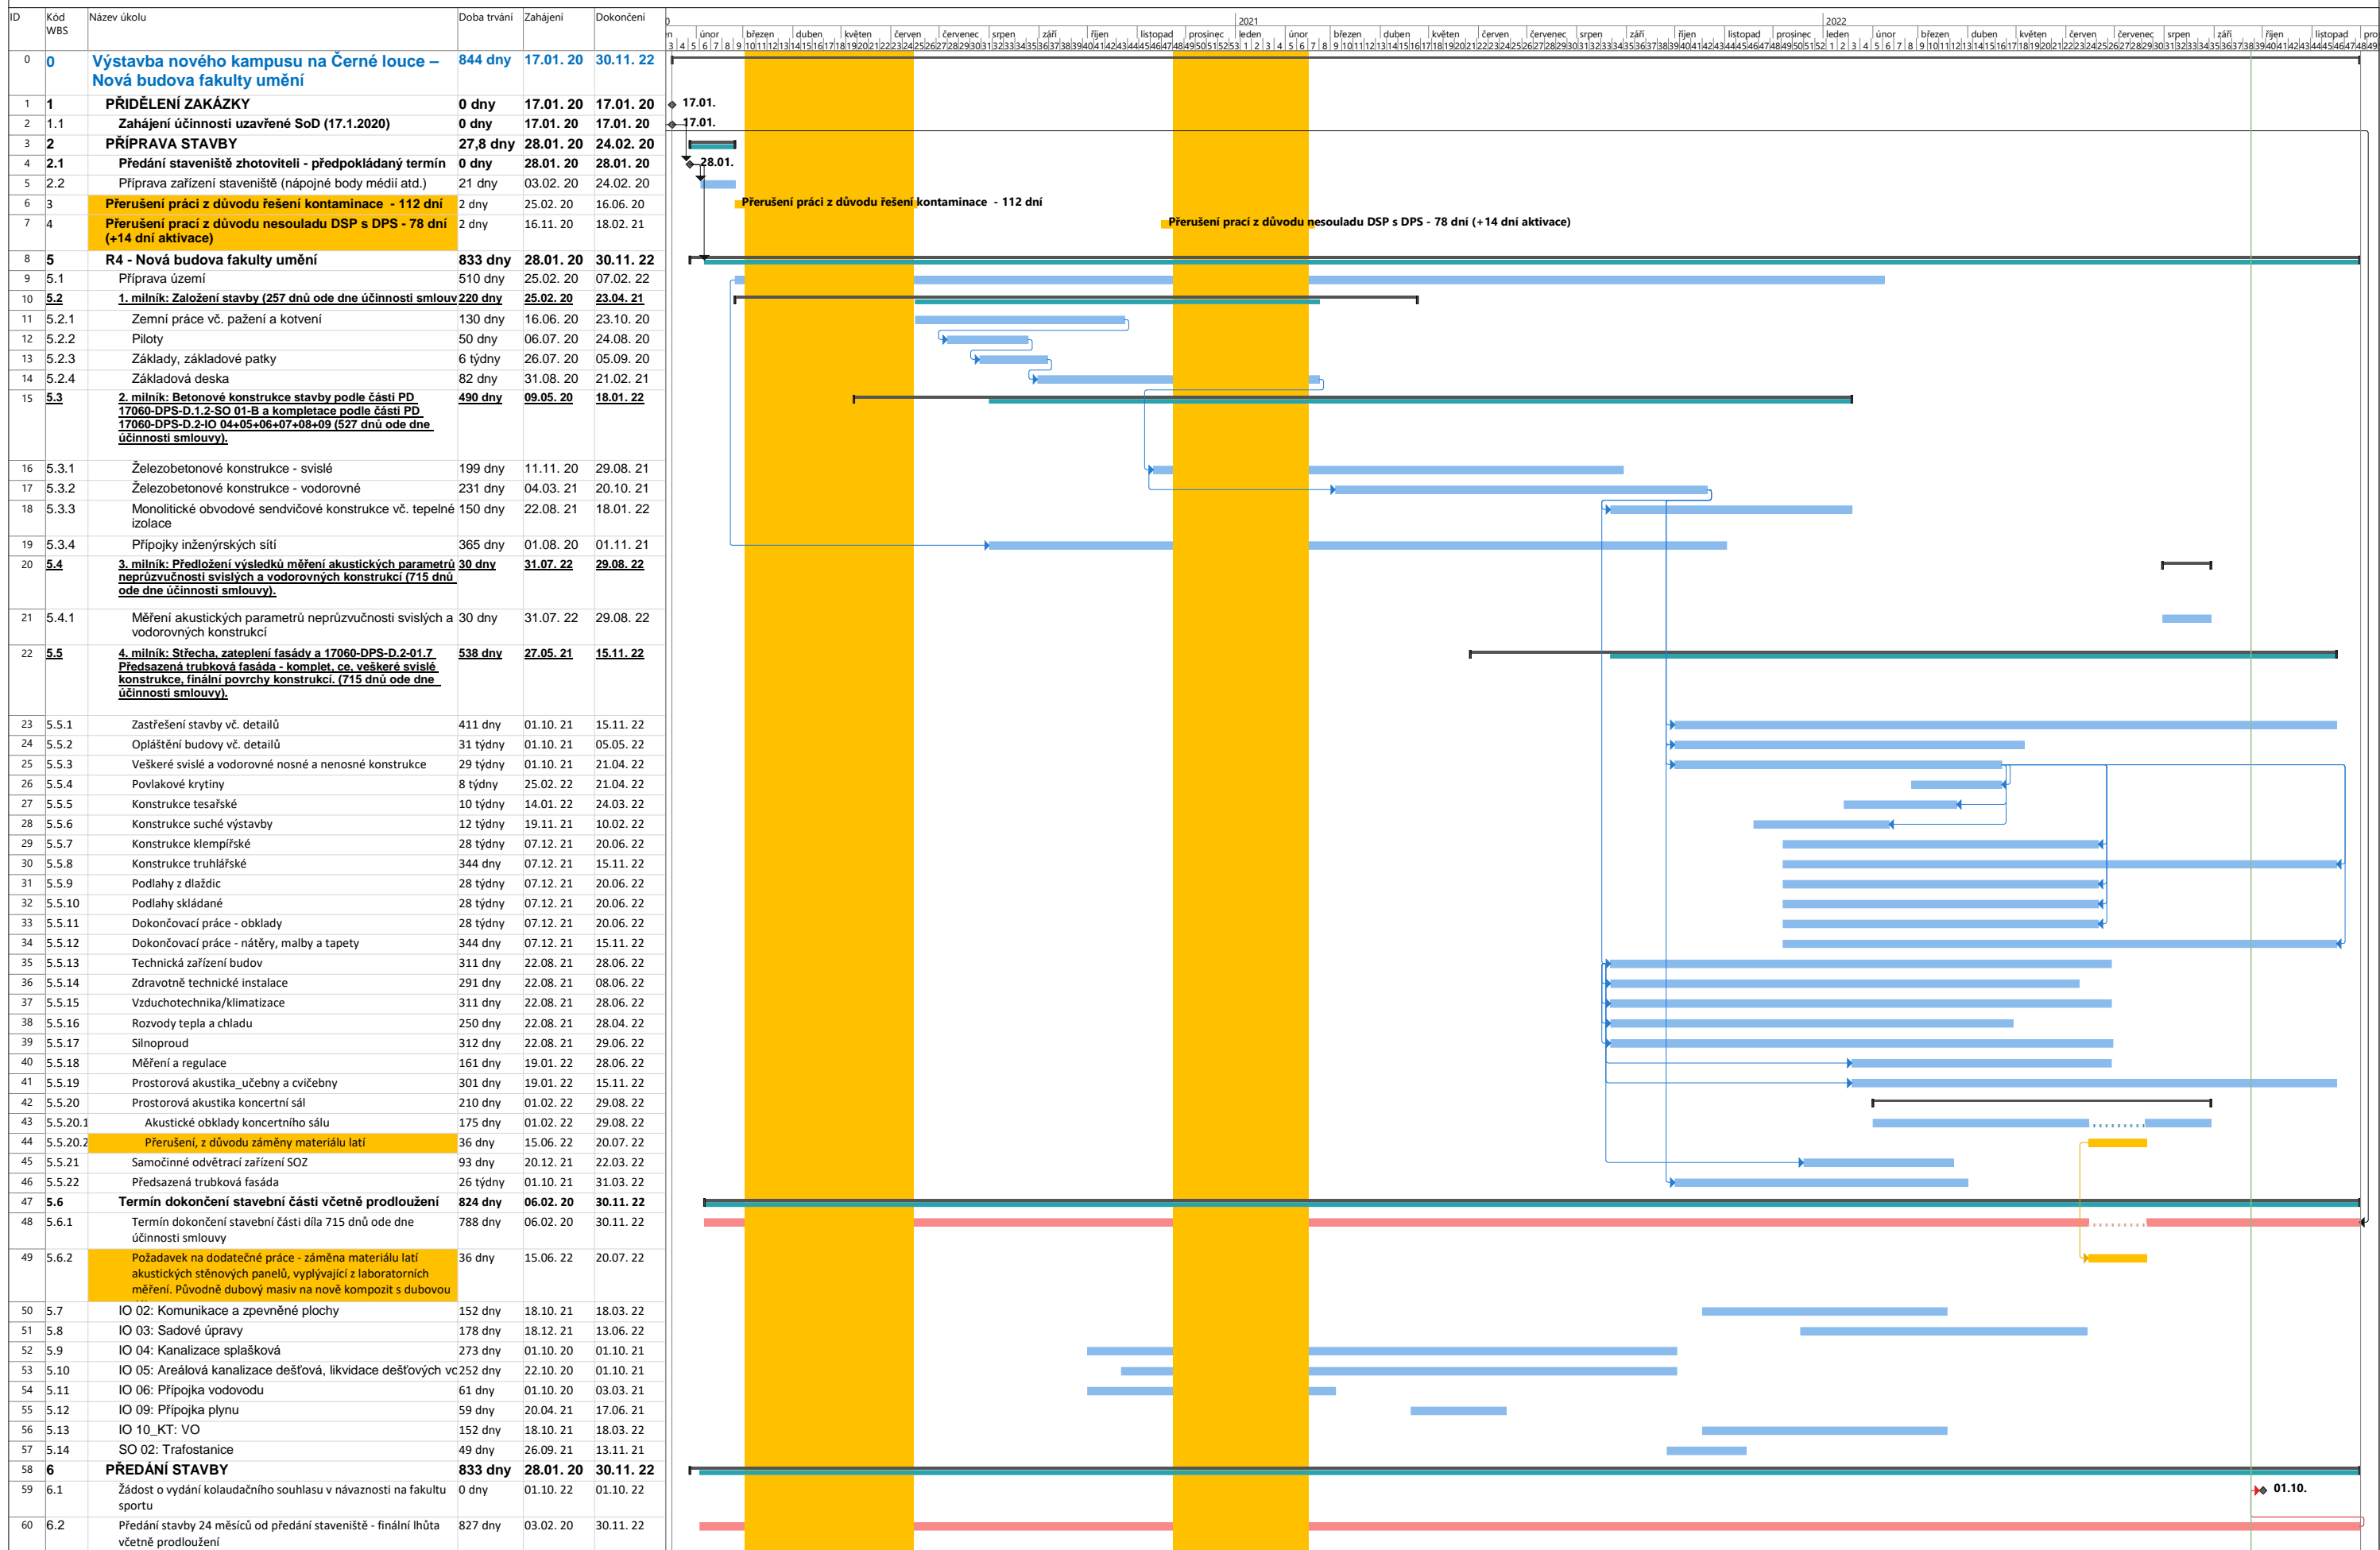 ID Kód WBS Název úkolu Doba trvání Zahájení Dokončení
2021 2022
únor březen duben květen červen červenec srpen září říjen listopad prosinec leden únor březen duben květen červen červenec srpen září říjen listopad prosinec leden únor březen duben květen červen červenec srpen září říjen listopad pro
0 0 Výstavba nového kampusu na Černé louce – 844 dny 17.01. 20 30.11. 22
Nová budova fakulty umění
1 1 PŘIDĚLENÍ ZAKÁZKY 0 dny 17.01. 20 17.01. 20 17.01.
2 1.1 Zahájení účinnosti uzavřené SoD (17.1.2020) 0 dny 17.01. 20 17.01. 20 17.01.
3 2 PŘÍPRAVA STAVBY 27,8 dny 28.01. 20 24.02. 20
4 2.1 Předání staveniště zhotoviteli - předpokládaný termín 0 dny 28.01. 20 28.01. 20 28.01.
5 2.2 Příprava zařízení staveniště (nápojné body médií atd.) 21 dny 03.02. 20 24.02. 20
6 3 Přerušení práci z důvodu řešení kontaminace - 112 dní 2 dny 25.02. 20 16.06. 20 Přerušení práci z důvodu řešení kontaminace - 112 dní
7 4 Přerušení prací z důvodu nesouladu DSP s DPS - 78 dní 2 dny 16.11. 20 18.02. 21 Přerušení prací z důvodu nesouladu DSP s DPS - 78 dní (+14 dní aktivace)
(+14 dní aktivace)
8 5 R4 - Nová budova fakulty umění 833 dny 28.01. 20 30.11. 22
9 5.1 Příprava území 510 dny 25.02. 20 07.02. 22
10 5.2 1. milník: Založení stavby (257 dnů ode dne účinnosti smlouv 220 dny 25.02. 20 23.04. 21
11 5.2.1 Zemní práce vč. pažení a kotvení 130 dny 16.06. 20 23.10. 20
12 5.2.2 Piloty 50 dny 06.07. 20 24.08. 20
13 5.2.3 Základy, základové patky 6 týdny 26.07. 20 05.09. 20
14 5.2.4 Základová deska 82 dny 31.08. 20 21.02. 21
15 5.3 2. milník: Betonové konstrukce stavby podle části PD 490 dny 09.05. 20 18.01. 22
17060-DPS-D.1.2-SO 01-B a kompletace podle části PD
17060-DPS-D.2-IO 04+05+06+07+08+09 (527 dnů ode dne
účinnosti smlouvy).
16 5.3.1 Železobetonové konstrukce - svislé 199 dny 11.11. 20 29.08. 21
17 5.3.2 Železobetonové konstrukce - vodorovné 231 dny 04.03. 21 20.10. 21
18 5.3.3 Monolitické obvodové sendvičové konstrukce vč. tepelné 150 dny 22.08. 21 18.01. 22
izolace
19 5.3.4 Přípojky inženýrských sítí 365 dny 01.08. 20 01.11. 21
20 5.4 3. milník: Předložení výsledků měření akustických parametrů 30 dny 31.07. 22 29.08. 22
neprůzvučnosti svislých a vodorovných konstrukcí (715 dnů
ode dne účinnosti smlouvy).
21 5.4.1 Měření akustických parametrů neprůzvučnosti svislých a 30 dny 31.07. 22 29.08. 22
vodorovných konstrukcí
22 5.5 4. milník: Střecha, zateplení fasády a 17060-DPS-D.2-01.7 538 dny 27.05. 21 15.11. 22
Předsazená trubková fasáda - komplet, ce, veškeré svislé
konstrukce, finální povrchy konstrukcí. (715 dnů ode dne
účinnosti smlouvy).
23 5.5.1 Zastřešení stavby vč. detailů 411 dny 01.10. 21 15.11. 22
24 5.5.2 Opláštění budovy vč. detailů 31 týdny 01.10. 21 05.05. 22
25 5.5.3 Veškeré svislé a vodorovné nosné a nenosné konstrukce 29 týdny 01.10. 21 21.04. 22
26 5.5.4 Povlakové krytiny 8 týdny 25.02. 22 21.04. 22
27 5.5.5 Konstrukce tesařské 10 týdny 14.01. 22 24.03. 22
28 5.5.6 Konstrukce suché výstavby 12 týdny 19.11. 21 10.02. 22
29 5.5.7 Konstrukce klempířské 28 týdny 07.12. 21 20.06. 22
30 5.5.8 Konstrukce truhlářské 344 dny 07.12. 21 15.11. 22
31 5.5.9 Podlahy z dlaždic 28 týdny 07.12. 21 20.06. 22
32 5.5.10 Podlahy skládané 28 týdny 07.12. 21 20.06. 22
33 5.5.11 Dokončovací práce - obklady 28 týdny 07.12. 21 20.06. 22
34 5.5.12 Dokončovací práce - nátěry, malby a tapety 344 dny 07.12. 21 15.11. 22
35 5.5.13 Technická zařízení budov 311 dny 22.08. 21 28.06. 22
36 5.5.14 Zdravotně technické instalace 291 dny 22.08. 21 08.06. 22
37 5.5.15 Vzduchotechnika/klimatizace 311 dny 22.08. 21 28.06. 22
38 5.5.16 Rozvody tepla a chladu 250 dny 22.08. 21 28.04. 22
39 5.5.17 Silnoproud 312 dny 22.08. 21 29.06. 22
40 5.5.18 Měření a regulace 161 dny 19.01. 22 28.06. 22
41 5.5.19 Prostorová akustika_učebny a cvičebny 301 dny 19.01. 22 15.11. 22
42 5.5.20 Prostorová akustika koncertní sál 210 dny 01.02. 22 29.08. 22
43 5.5.20.1 Akustické obklady koncertního sálu 175 dny 01.02. 22 29.08. 22
44 5.5.20.2 Přerušení, z důvodu záměny materiálu latí 36 dny 15.06. 22 20.07. 22
45 5.5.21 Samočinné odvětrací zařízení SOZ 93 dny 20.12. 21 22.03. 22
46 5.5.22 Předsazená trubková fasáda 26 týdny 01.10. 21 31.03. 22
47 5.6 Termín dokončení stavební části včetně prodloužení 824 dny 06.02. 20 30.11. 22
48 5.6.1 Termín dokončení stavební části díla 715 dnů ode dne 788 dny 06.02. 20 30.11. 22
účinnosti smlouvy
49 5.6.2 Požadavek na dodatečné práce - záměna materiálu latí 36 dny 15.06. 22 20.07. 22
akustických stěnových panelů, vyplývající z laboratorních
měření. Původně dubový masiv na nově kompozit s dubovou
50 5.7 IO 02: Komunikace a zpevněné plochy 152 dny 18.10. 21 18.03. 22
51 5.8 IO 03: Sadové úpravy 178 dny 18.12. 21 13.06. 22
52 5.9 IO 04: Kanalizace splašková 273 dny 01.10. 20 01.10. 21
53 5.10 IO 05: Areálová kanalizace dešťová, likvidace dešťových vo 252 dny 22.10. 20 01.10. 21
54 5.11 IO 06: Přípojka vodovodu 61 dny 01.10. 20 03.03. 21
55 5.12 IO 09: Přípojka plynu 59 dny 20.04. 21 17.06. 21
56 5.13 IO 10_KT: VO 152 dny 18.10. 21 18.03. 22
57 5.14 SO 02: Trafostanice 49 dny 26.09. 21 13.11. 21
58 6 PŘEDÁNÍ STAVBY 833 dny 28.01. 20 30.11. 22
59 6.1 Žádost o vydání kolaudačního souhlasu v návaznosti na fakultu 0 dny 01.10. 22 01.10. 22 01.10.
sportu
60 6.2 Předání stavby 24 měsíců od předání staveniště - finální lhůta 827 dny 03.02. 20 30.11. 22
včetně prodloužení